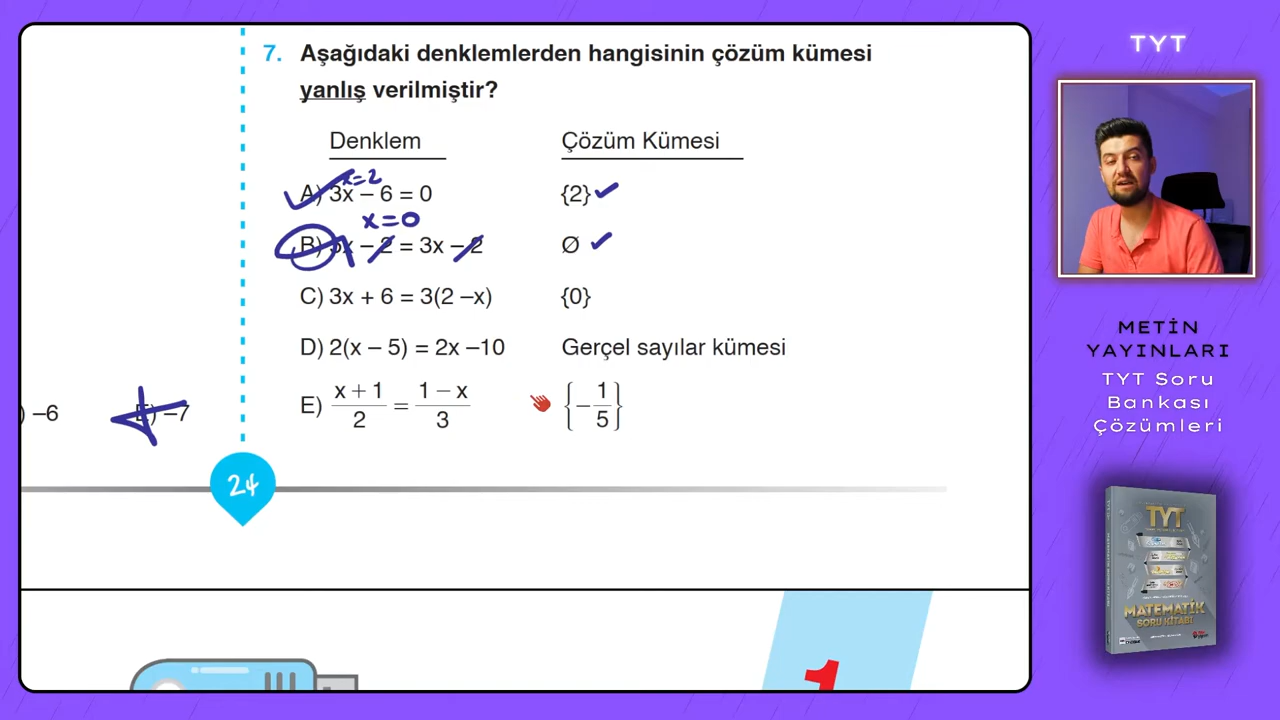 7. Aşağıdaki denklemlerden hangisinin çözüm kümesi
yanlış verilmiştir?
Denklem Çözüm Kümesi
x=2
A) 3x – 6 = 0 {2}
x=0
B) 5x – 2 = 3x – 2 Ø
C) 3x + 6 = 3(2 –x) {0}
D) 2(x – 5) = 2x –10 Gerçel sayılar kümesi
E) x + 1 / 2 = 1 – x / 3 {– 1 / 5}
) –6 E) –7
24
1
TYT
METİN
YAYINLARI
TYT Soru
Bankası
Çözümleri
TYT
MATEMATİK
SORU KİTABI